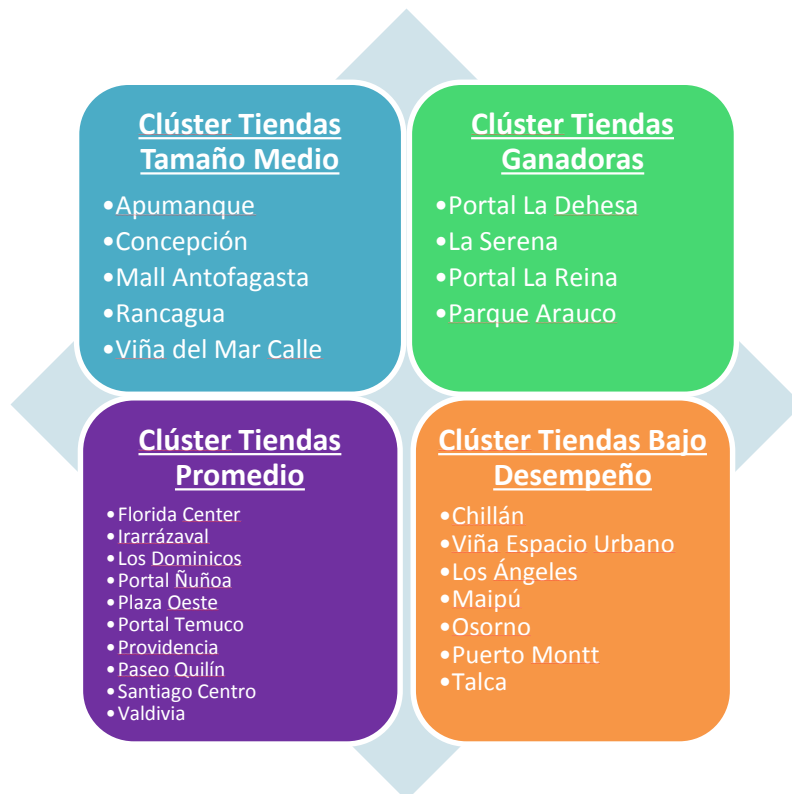 Clúster Tiendas
Tamaño Medio
•Apumanque
•Concepción
•Mall Antofagasta
•Rancagua
•Viña del Mar Calle
Clúster Tiendas
Ganadoras
•Portal La Dehesa
•La Serena
•Portal La Reina
•Parque Arauco
Clúster Tiendas
Promedio
•Florida Center
•Irarrázaval
•Los Dominicos
•Portal Ñuñoa
•Plaza Oeste
•Portal Temuco
•Providencia
•Paseo Quilín
•Santiago Centro
•Valdivia
Clúster Tiendas Bajo
Desempeño
•Chillán
•Viña Espacio Urbano
•Los Ángeles
•Maipú
•Osorno
•Puerto Montt
•Talca